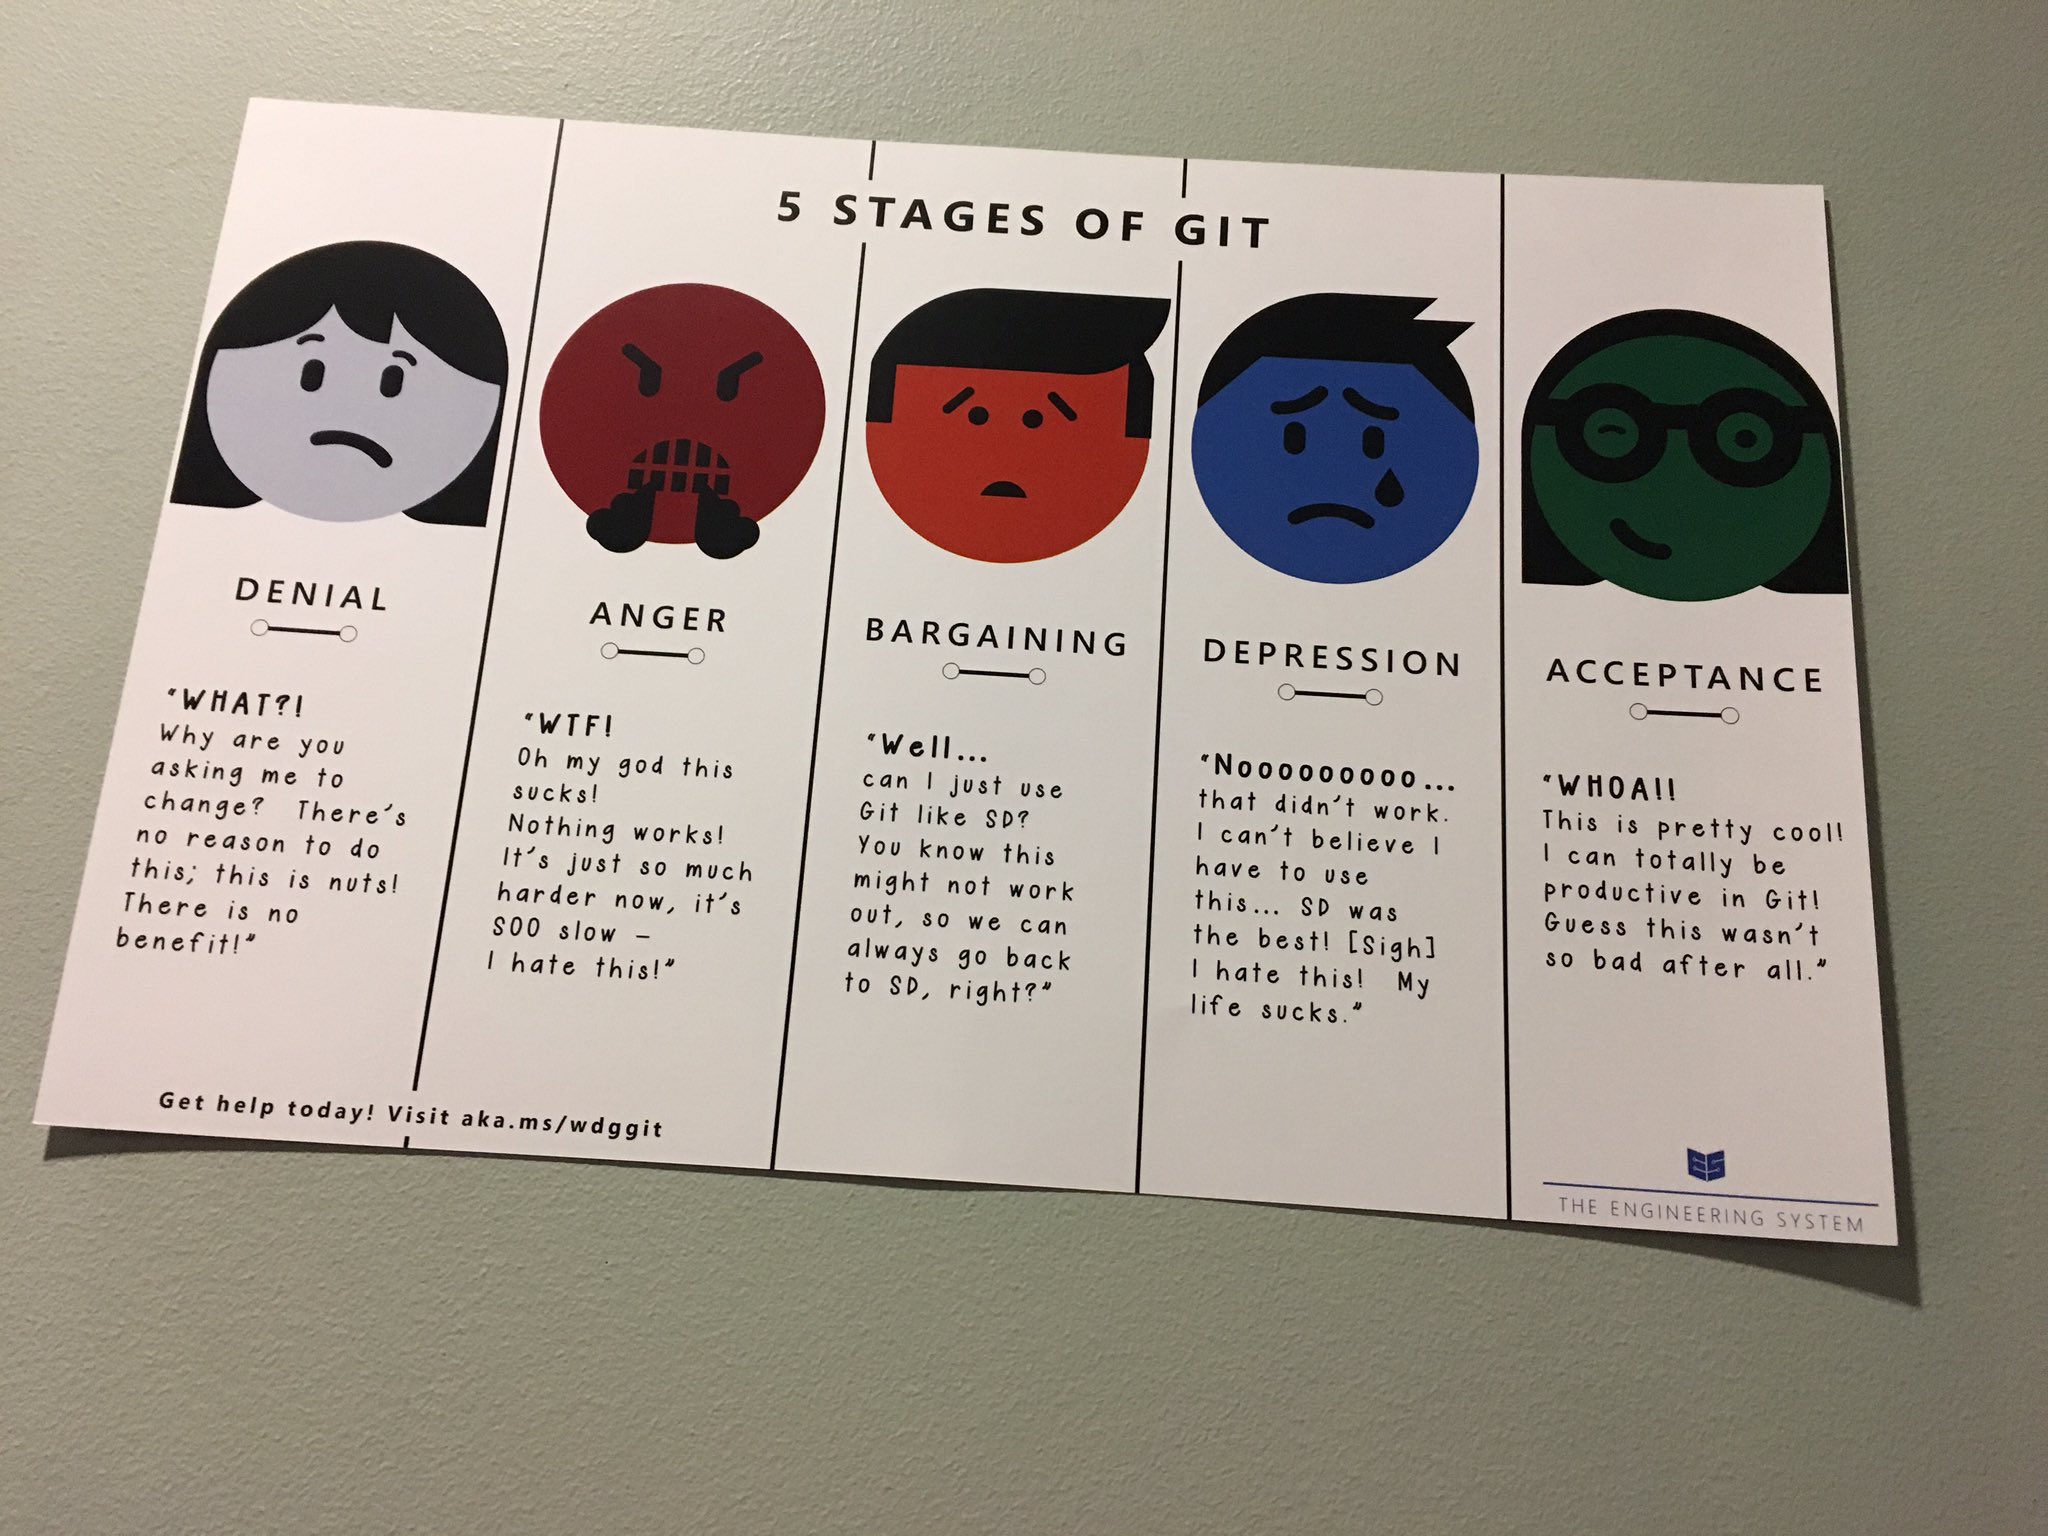 5 STAGES OF GIT
DENIAL
"WHAT?!
Why are you
asking me to
change? There's
no reason to do
this; this is nuts!
There is no
benefit!"
ANGER
"WTF!
Oh my god this
sucks!
Nothing works!
It's just so much
harder now, it's
SOO slow –
I hate this!"
BARGAINING
"Well...
can I just use
Git like SD?
You know this
might not work
out, so we can
always go back
to SD, right?"
DEPRESSION
"Nooooooooo...
that didn't work.
I can't believe I
have to use
this... SD was
the best! [Sigh]
I hate this! My
life sucks."
ACCEPTANCE
"WHOA!!
This is pretty cool!
I can totally be
productive in Git!
Guess this wasn't
so bad after all."
Get help today! Visit aka.ms/wdggit
ES
THE ENGINEERING SYSTEM